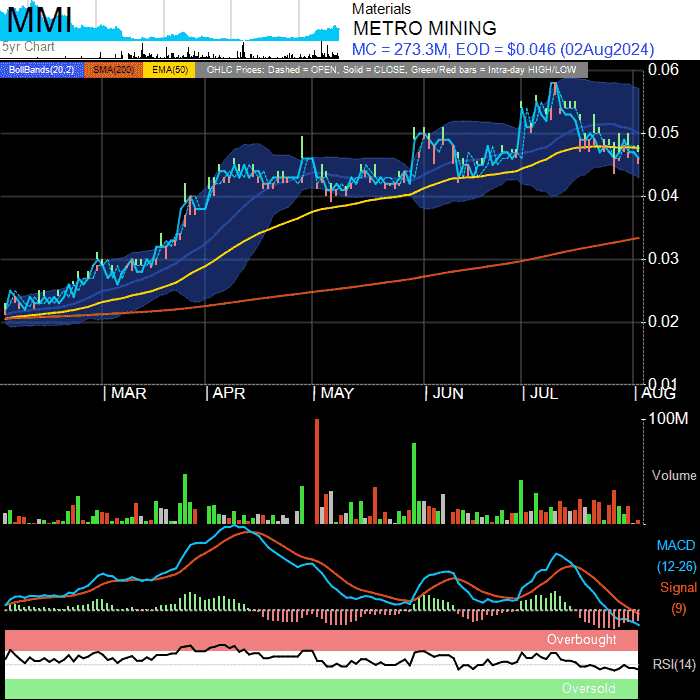 MMI
5yr Chart
Materials
METRO MINING
MC = 273.3M, EOD = $0.046 (02Aug2024)
BollBands(20,2) SMA(200) EMA(50) OHLC Prices: Dashed = OPEN, Solid = CLOSE, Green/Red bars = Intra-day HIGH/LOW
0.06
0.05
0.04
0.03
0.02
0.01
MAR APR MAY JUN JUL AUG
100M
Volume
MACD
(12-26)
Signal
(9)
Overbought
RSI(14)
Oversold